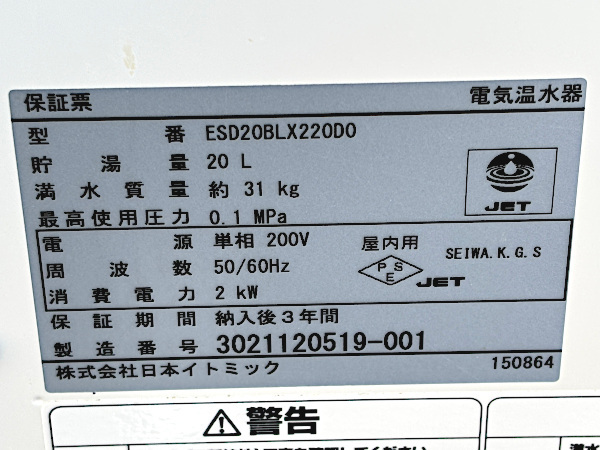 保証票 電気温水器
型 番 ESD20BLX220D0
貯湯量 20 L
満水質量 約 31 kg
最高使用圧力 0.1 MPa
JET
電 源 単相 200V 屋内用
周波数 50/60Hz
PSE JET SEIWA.K.G.S
消費電力 2 kW
保証期間 納入後3年間
製造番号 3021120519-001
株式会社日本イトミック 150864
警告
満水